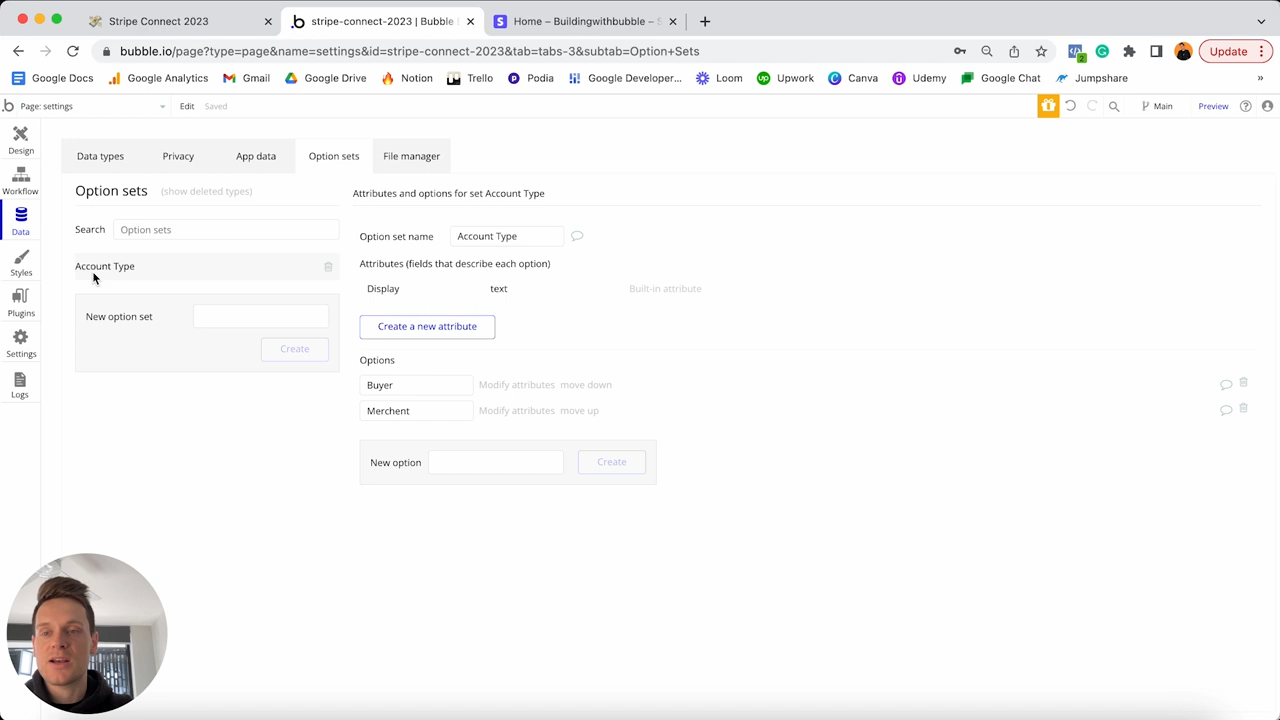 Stripe Connect 2023
stripe-connect-2023 | Bubble
Home – Buildingwithbubble – S
bubble.io/page?type=page&name=settings&id=stripe-connect-2023&tab=tabs-3&subtab=Option+Sets
2
Update
Google Docs
Google Analytics
Gmail
Google Drive
Notion
Trello
Podia
Google Developer...
Loom
Upwork
Canva
Udemy
Google Chat
Jumpshare
»
Page: settings
Edit
Saved
Main
Preview
Design
Workflow
Data
Styles
Plugins
Settings
Logs
Data types
Privacy
App data
Option sets
File manager
Option sets
(show deleted types)
Search
Option sets
Account Type
New option set
Create
Attributes and options for set Account Type
Option set name
Account Type
Attributes (fields that describe each option)
Display
text
Built-in attribute
Create a new attribute
Options
Buyer
Modify attributes
move down
Merchent
Modify attributes
move up
New option
Create